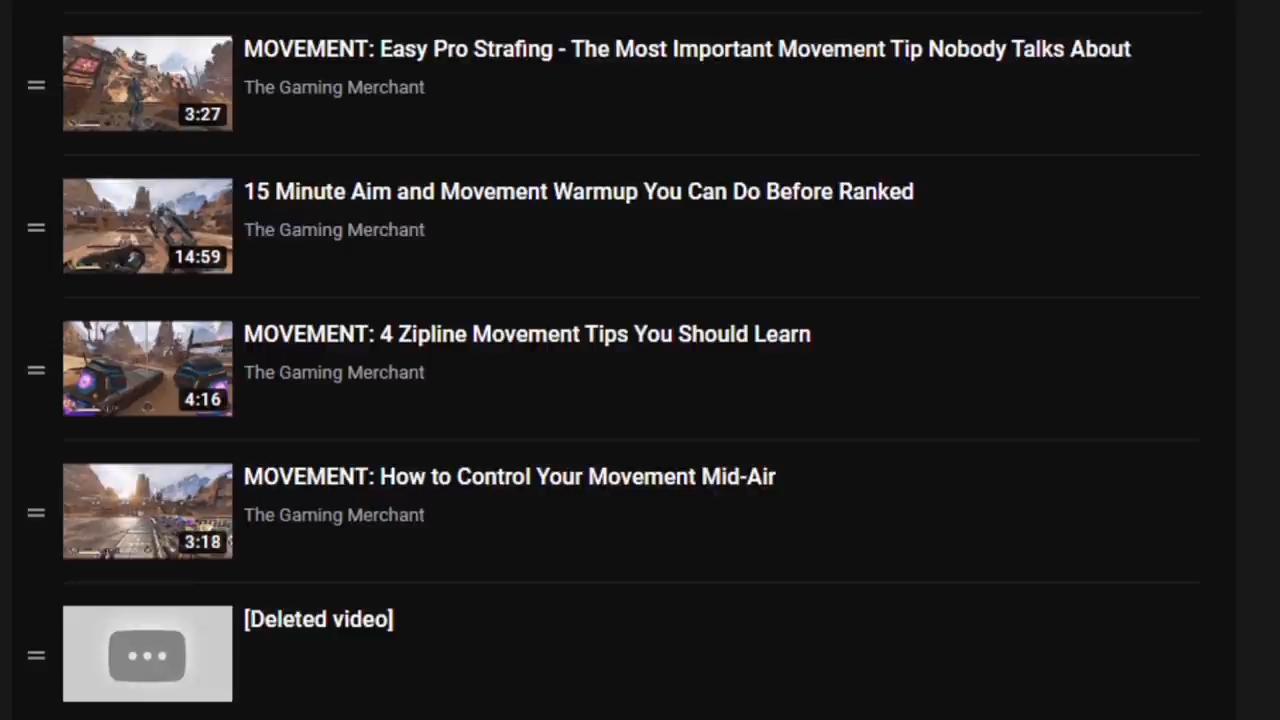 MOVEMENT: Easy Pro Strafing - The Most Important Movement Tip Nobody Talks About
The Gaming Merchant
3:27
15 Minute Aim and Movement Warmup You Can Do Before Ranked
The Gaming Merchant
14:59
MOVEMENT: 4 Zipline Movement Tips You Should Learn
The Gaming Merchant
4:16
MOVEMENT: How to Control Your Movement Mid-Air
The Gaming Merchant
3:18
[Deleted video]